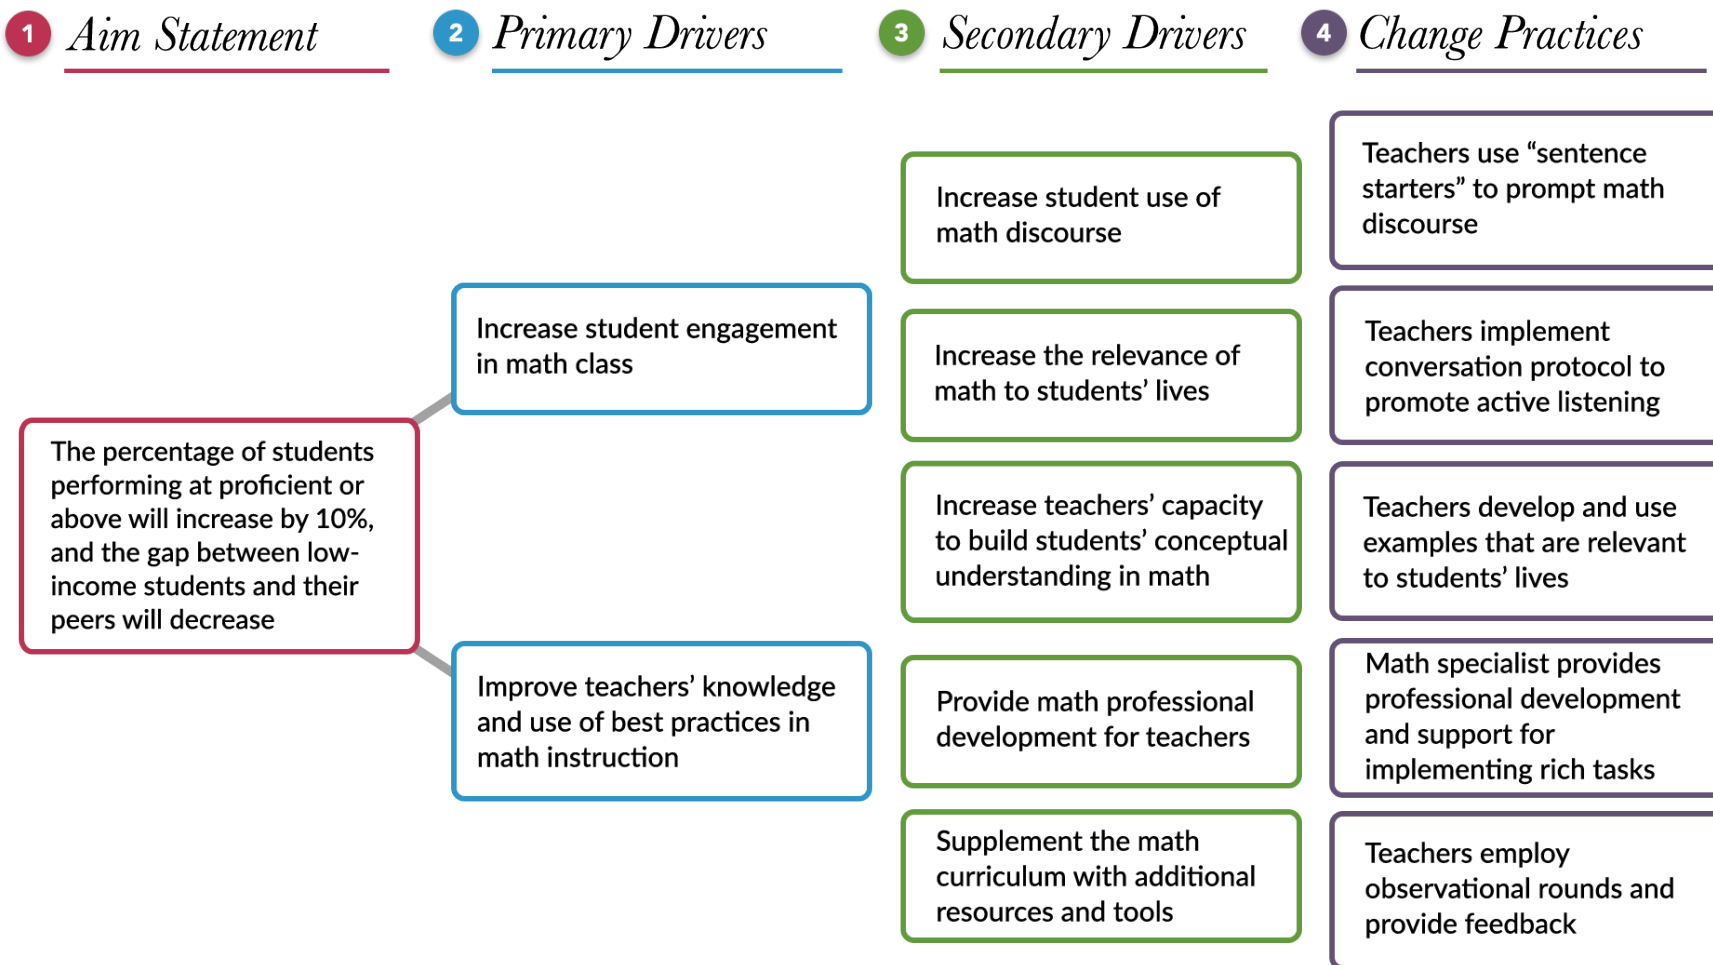 1 Aim Statement
2 Primary Drivers
3 Secondary Drivers
4 Change Practices
The percentage of students
performing at proficient or
above will increase by 10%,
and the gap between low-
income students and their
peers will decrease
Increase student engagement
in math class
Improve teachers’ knowledge
and use of best practices in
math instruction
Increase student use of
math discourse
Increase the relevance of
math to students’ lives
Increase teachers’ capacity
to build students’ conceptual
understanding in math
Provide math professional
development for teachers
Supplement the math
curriculum with additional
resources and tools
Teachers use “sentence
starters” to prompt math
discourse
Teachers implement
conversation protocol to
promote active listening
Teachers develop and use
examples that are relevant
to students’ lives
Math specialist provides
professional development
and support for
implementing rich tasks
Teachers employ
observational rounds and
provide feedback